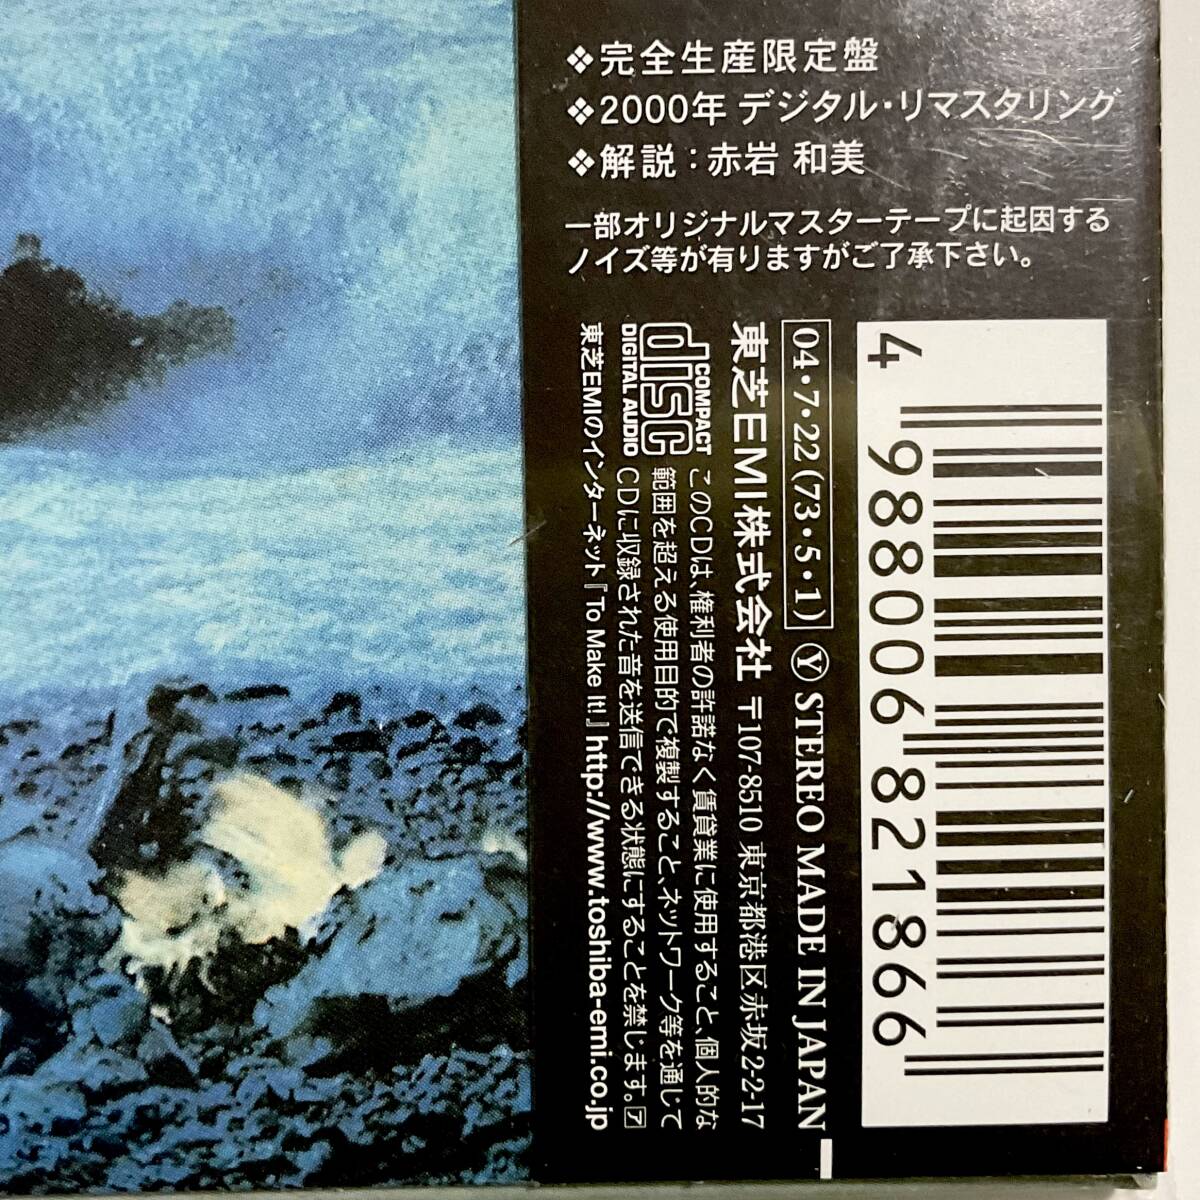 ❖完全生産限定盤
❖2000年 デジタル・リマスタリング
❖解説：赤岩 和美
一部オリジナルマスターテープに起因する
ノイズ等が有りますがご了承下さい。
4 988006 821866
04・7・22(73・5・1) Ⓨ STEREO MADE IN JAPAN
東芝EMI株式会社 〒107-8510 東京都港区赤坂2-2-17
COMPACT
disc
DIGITAL AUDIO
このCDは、権利者の許諾なく賃貸業に使用すること、個人的な
範囲を超える使用目的で複製すること、ネットワーク等を通じて
CDに収録された音を送信できる状態にすることを禁じます。ア
東芝EMIのインターネット『To Make It!』http://www.toshiba-emi.co.jp